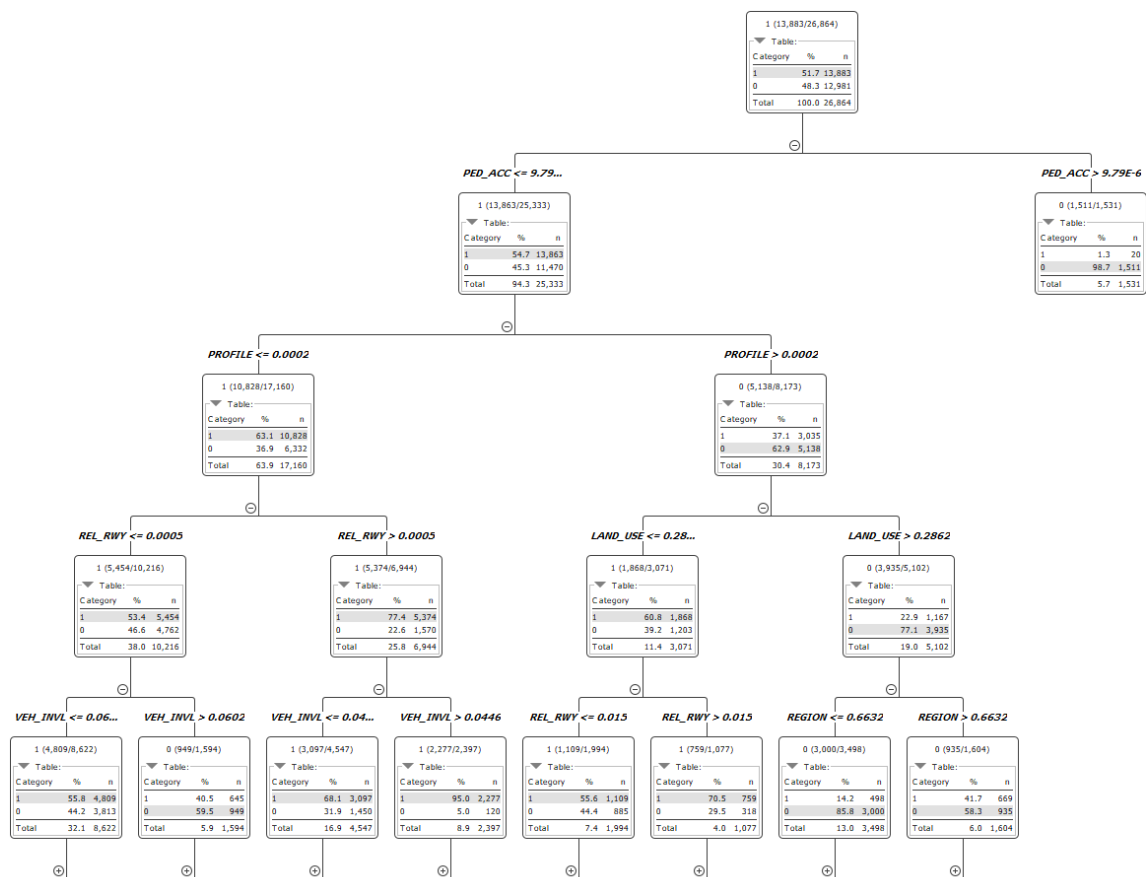 1 (13,883/26,864)
Table:
Category % n
1 51.7 13,883
0 48.3 12,981
Total 100.0 26,864
PED_ACC <= 9.79...
PED_ACC > 9.79E-6
1 (13,863/25,333)
Table:
Category % n
1 54.7 13,863
0 45.3 11,470
Total 94.3 25,333
0 (1,511/1,531)
Table:
Category % n
1 1.3 20
0 98.7 1,511
Total 5.7 1,531
PROFILE <= 0.0002
PROFILE > 0.0002
1 (10,828/17,160)
Table:
Category % n
1 63.1 10,828
0 36.9 6,332
Total 63.9 17,160
0 (5,138/8,173)
Table:
Category % n
1 37.1 3,035
0 62.9 5,138
Total 30.4 8,173
REL_RWY <= 0.0005
REL_RWY > 0.0005
LAND_USE <= 0.28...
LAND_USE > 0.2862
1 (5,454/10,216)
Table:
Category % n
1 53.4 5,454
0 46.6 4,762
Total 38.0 10,216
1 (5,374/6,944)
Table:
Category % n
1 77.4 5,374
0 22.6 1,570
Total 25.8 6,944
1 (1,868/3,071)
Table:
Category % n
1 60.8 1,868
0 39.2 1,203
Total 11.4 3,071
0 (3,935/5,102)
Table:
Category % n
1 22.9 1,167
0 77.1 3,935
Total 19.0 5,102
VEH_INVL <= 0.06...
VEH_INVL > 0.0602
VEH_INVL <= 0.04...
VEH_INVL > 0.0446
REL_RWY <= 0.015
REL_RWY > 0.015
REGION <= 0.6632
REGION > 0.6632
1 (4,809/8,622)
Table:
Category % n
1 55.8 4,809
0 44.2 3,813
Total 32.1 8,622
0 (949/1,594)
Table:
Category % n
1 40.5 645
0 59.5 949
Total 5.9 1,594
1 (3,097/4,547)
Table:
Category % n
1 68.1 3,097
0 31.9 1,450
Total 16.9 4,547
1 (2,277/2,397)
Table:
Category % n
1 95.0 2,277
0 5.0 120
Total 8.9 2,397
1 (1,109/1,994)
Table:
Category % n
1 55.6 1,109
0 44.4 885
Total 7.4 1,994
1 (759/1,077)
Table:
Category % n
1 70.5 759
0 29.5 318
Total 4.0 1,077
0 (3,000/3,498)
Table:
Category % n
1 14.2 498
0 85.8 3,000
Total 13.0 3,498
0 (935/1,604)
Table:
Category % n
1 41.7 669
0 58.3 935
Total 6.0 1,604